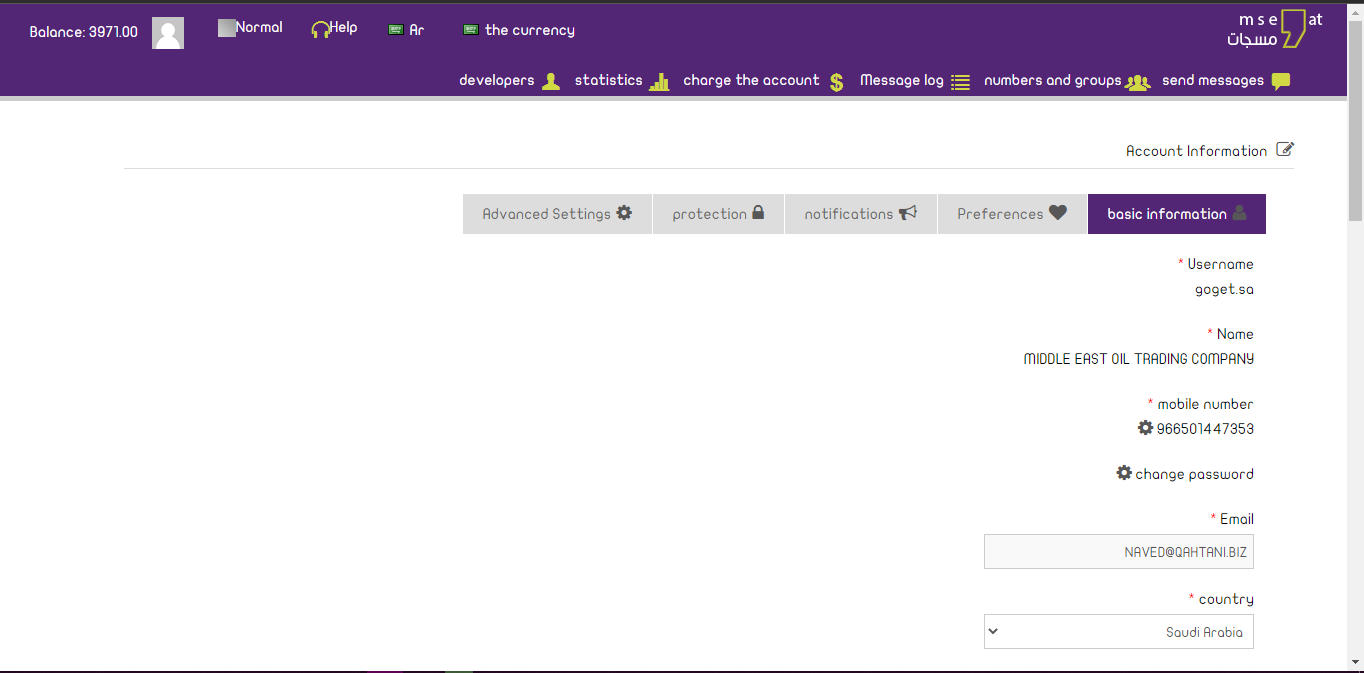 Balance: 3971.00
Normal
Help
Ar
the currency
msegat
مسجات
developers
statistics
charge the account
Message log
numbers and groups
send messages
Account Information
Advanced Settings
protection
notifications
Preferences
basic information
* Username
goget.sa
* Name
MIDDLE EAST OIL TRADING COMPANY
* mobile number
966501447353
change password
* Email
NAVED@QAHTANI.BIZ
* country
Saudi Arabia